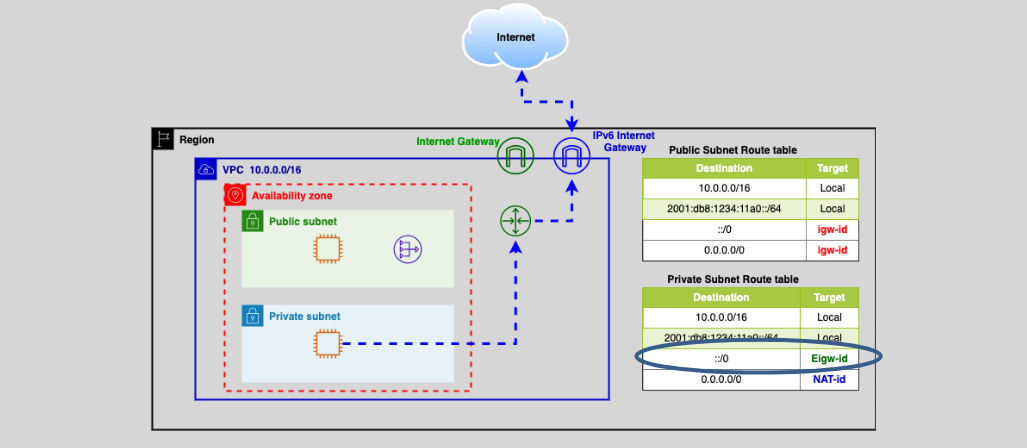 Internet
Region
Internet Gateway
IPv6 Internet
Gateway
VPC 10.0.0.0/16
Availability zone
Public subnet
Private subnet
Public Subnet Route table
Destination Target
10.0.0.0/16 Local
2001:db8:1234:11a0::/64 Local
::/0 igw-id
0.0.0.0/0 igw-id
Private Subnet Route table
Destination Target
10.0.0.0/16 Local
2001:db8:1234:11a0::/64 Local
::/0 Eigw-id
0.0.0.0/0 NAT-id